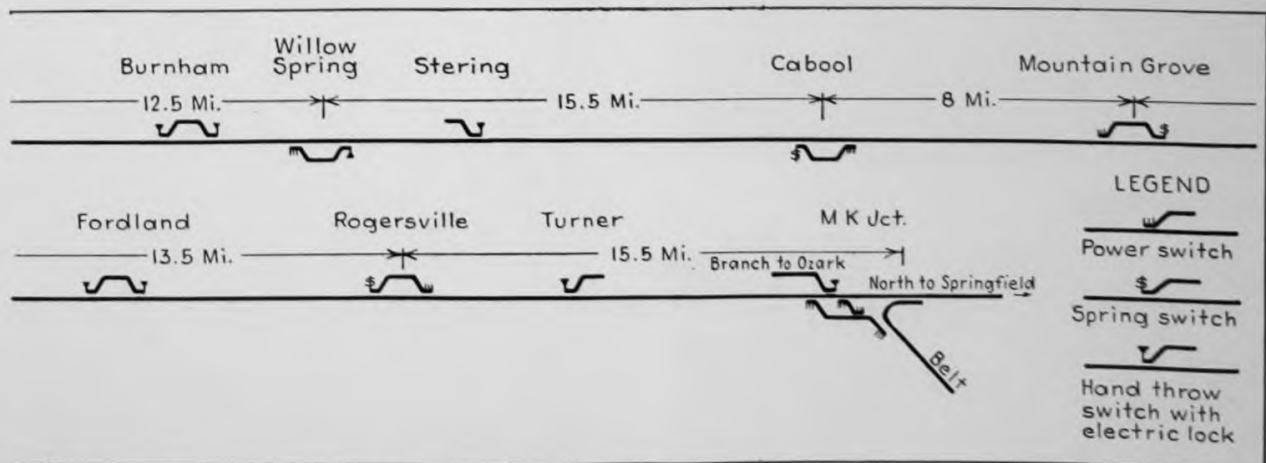 Burnham
Willow
Spring
Stering
Cabool
Mountain Grove
12.5 Mi.
15.5 Mi.
8 Mi.
$
$
Fordland
Rogersville
Turner
M K Jct.
13.5 Mi.
15.5 Mi.
Branch to Ozark
North to Springfield
$
Belt
LEGEND
Power switch
$
Spring switch
Hand throw
switch with
electric lock